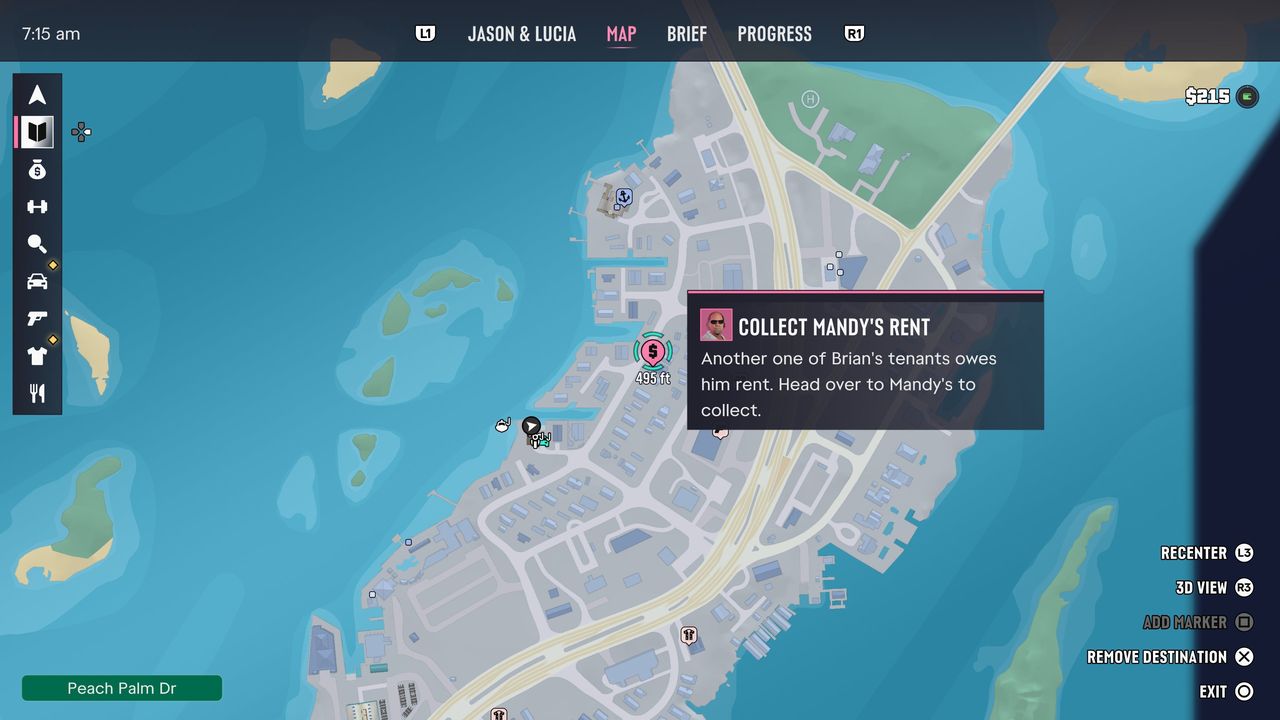 7:15 am
L1
JASON & LUCIA
MAP
BRIEF
PROGRESS
R1
$215
H
$
495 ft
COLLECT MANDY'S RENT
Another one of Brian's tenants owes
him rent. Head over to Mandy's to
collect.
RECENTER L3
3D VIEW R3
ADD MARKER
REMOVE DESTINATION
EXIT
Peach Palm Dr